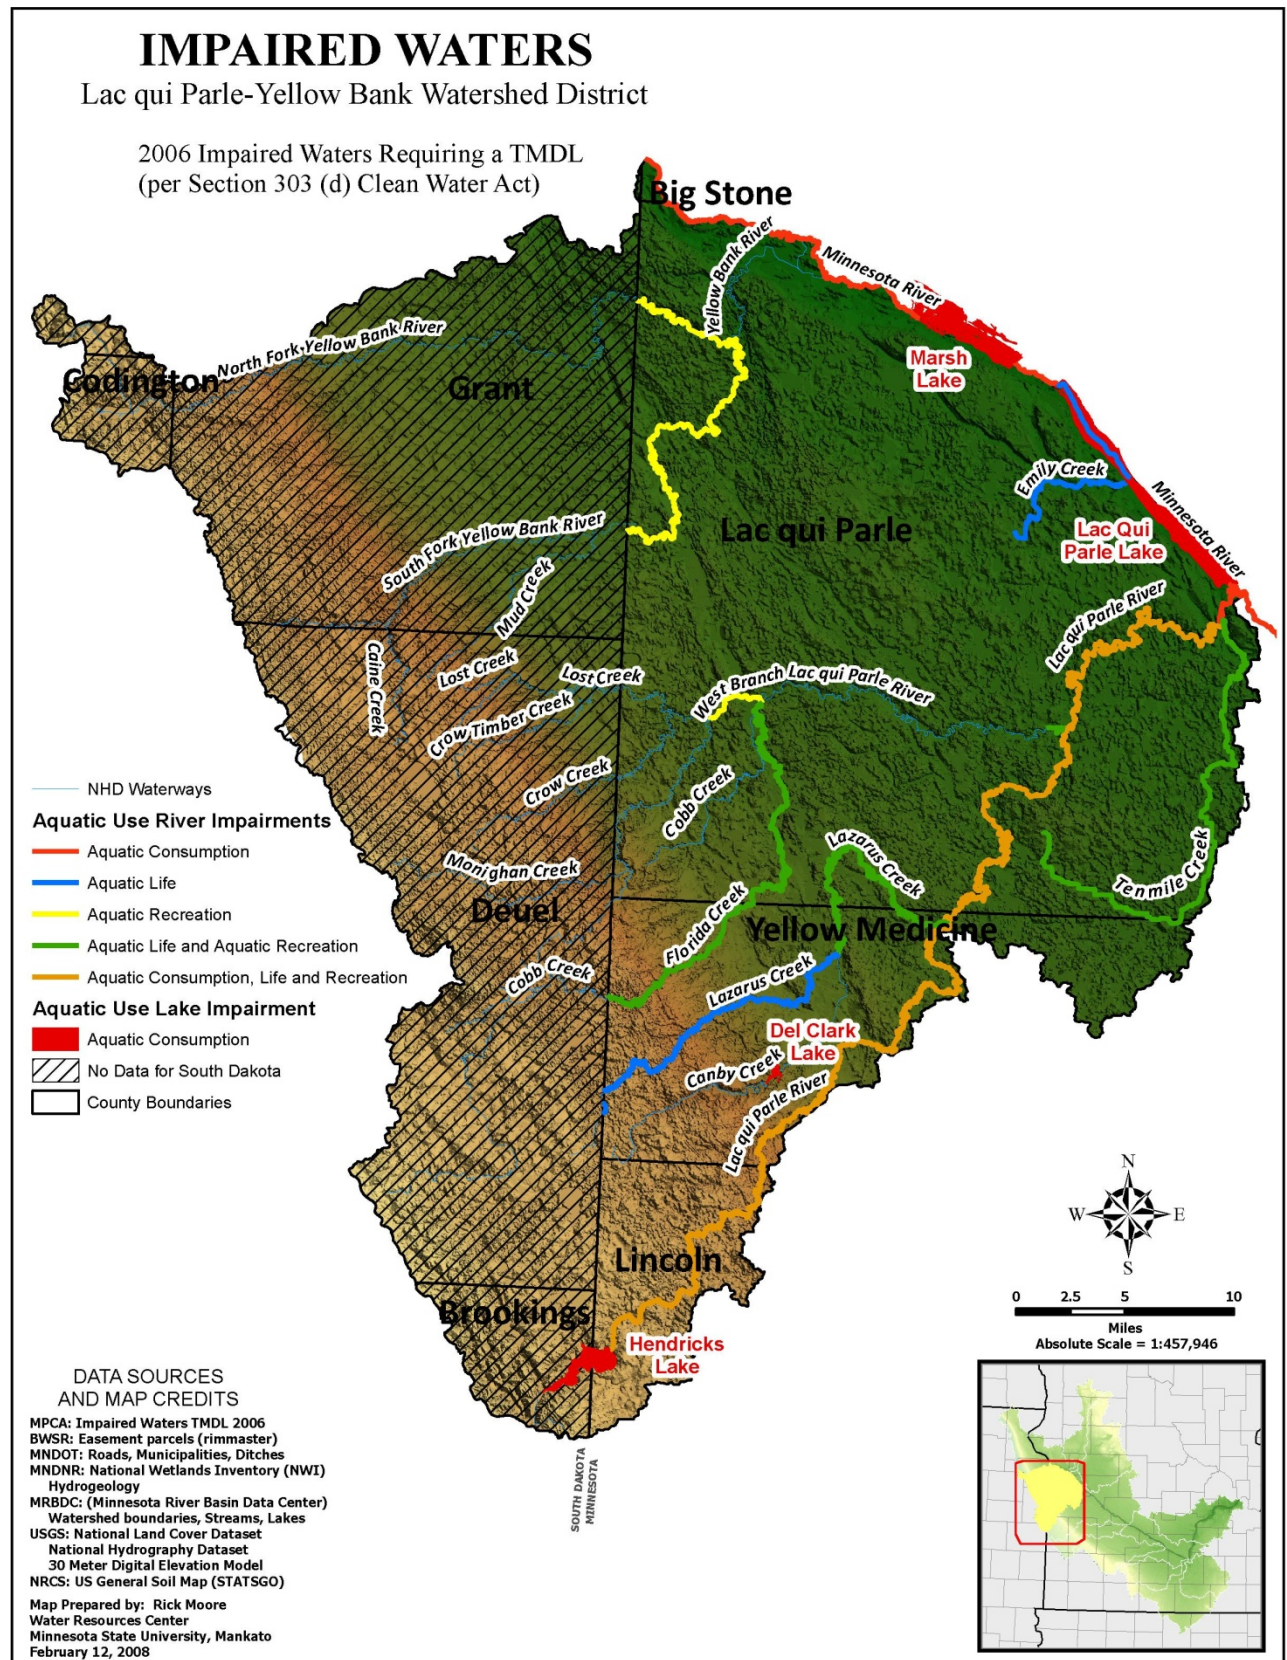 IMPAIRED WATERS
Lac qui Parle-Yellow Bank Watershed District
2006 Impaired Waters Requiring a TMDL
(per Section 303 (d) Clean Water Act)
Big Stone
Yellow Bank River
Minnesota River
North Fork Yellow Bank River
Codington
Grant
Marsh
Lake
Emily Creek
Minnesota River
Lac Qui
Parle Lake
South Fork Yellow Bank River
Lac qui Parle
Mud Creek
Lac qui Parle River
Caine Creek
Lost Creek
Lost Creek
West Branch Lac qui Parle River
Crow Timber Creek
Crow Creek
Cobb Creek
Lazarus Creek
Tenmile Creek
Monighan Creek
Deuel
Florida Creek
Yellow Medicine
Cobb Creek
Lazarus Creek
Del Clark
Lake
Canby Creek
Lac qui Parle River
Lincoln
Brookings
Hendricks
Lake
SOUTH DAKOTA
MINNESOTA
NHD Waterways
Aquatic Use River Impairments
Aquatic Consumption
Aquatic Life
Aquatic Recreation
Aquatic Life and Aquatic Recreation
Aquatic Consumption, Life and Recreation
Aquatic Use Lake Impairment
Aquatic Consumption
No Data for South Dakota
County Boundaries
N
W
E
S
0 2.5 5 10
Miles
Absolute Scale = 1:457,946
DATA SOURCES
AND MAP CREDITS
MPCA: Impaired Waters TMDL 2006
BWSR: Easement parcels (rimmaster)
MNDOT: Roads, Municipalities, Ditches
MNDNR: National Wetlands Inventory (NWI)
Hydrogeology
MRBDC: (Minnesota River Basin Data Center)
Watershed boundaries, Streams, Lakes
USGS: National Land Cover Dataset
National Hydrography Dataset
30 Meter Digital Elevation Model
NRCS: US General Soil Map (STATSGO)
Map Prepared by: Rick Moore
Water Resources Center
Minnesota State University, Mankato
February 12, 2008